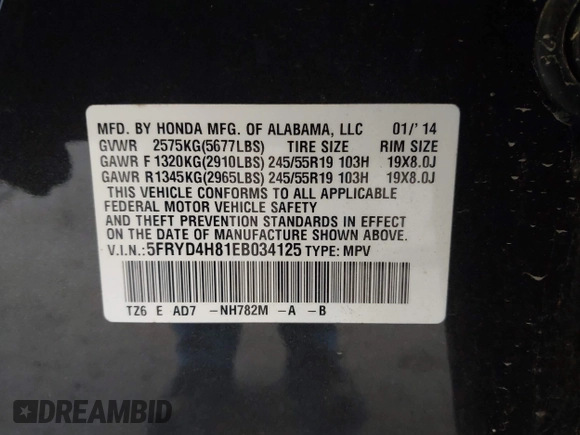 MFD. BY HONDA MFG. OF ALABAMA, LLC 01/'14
GVWR 2575KG(5677LBS) TIRE SIZE RIM SIZE
GAWR F1320KG(2910LBS) 245/55R19 103H 19X8.0J
GAWR R1345KG(2965LBS) 245/55R19 103H 19X8.0J
THIS VEHICLE CONFORMS TO ALL APPLICABLE
FEDERAL MOTOR VEHICLE SAFETY
AND THEFT PREVENTION STANDARDS IN EFFECT
ON THE DATE OF MANUFACTURE SHOWN ABOVE.
V.I.N.:5FRYD4H81EB034125 TYPE: MPV
TZ6 E AD7 -NH782M -A -B
DREAMBID